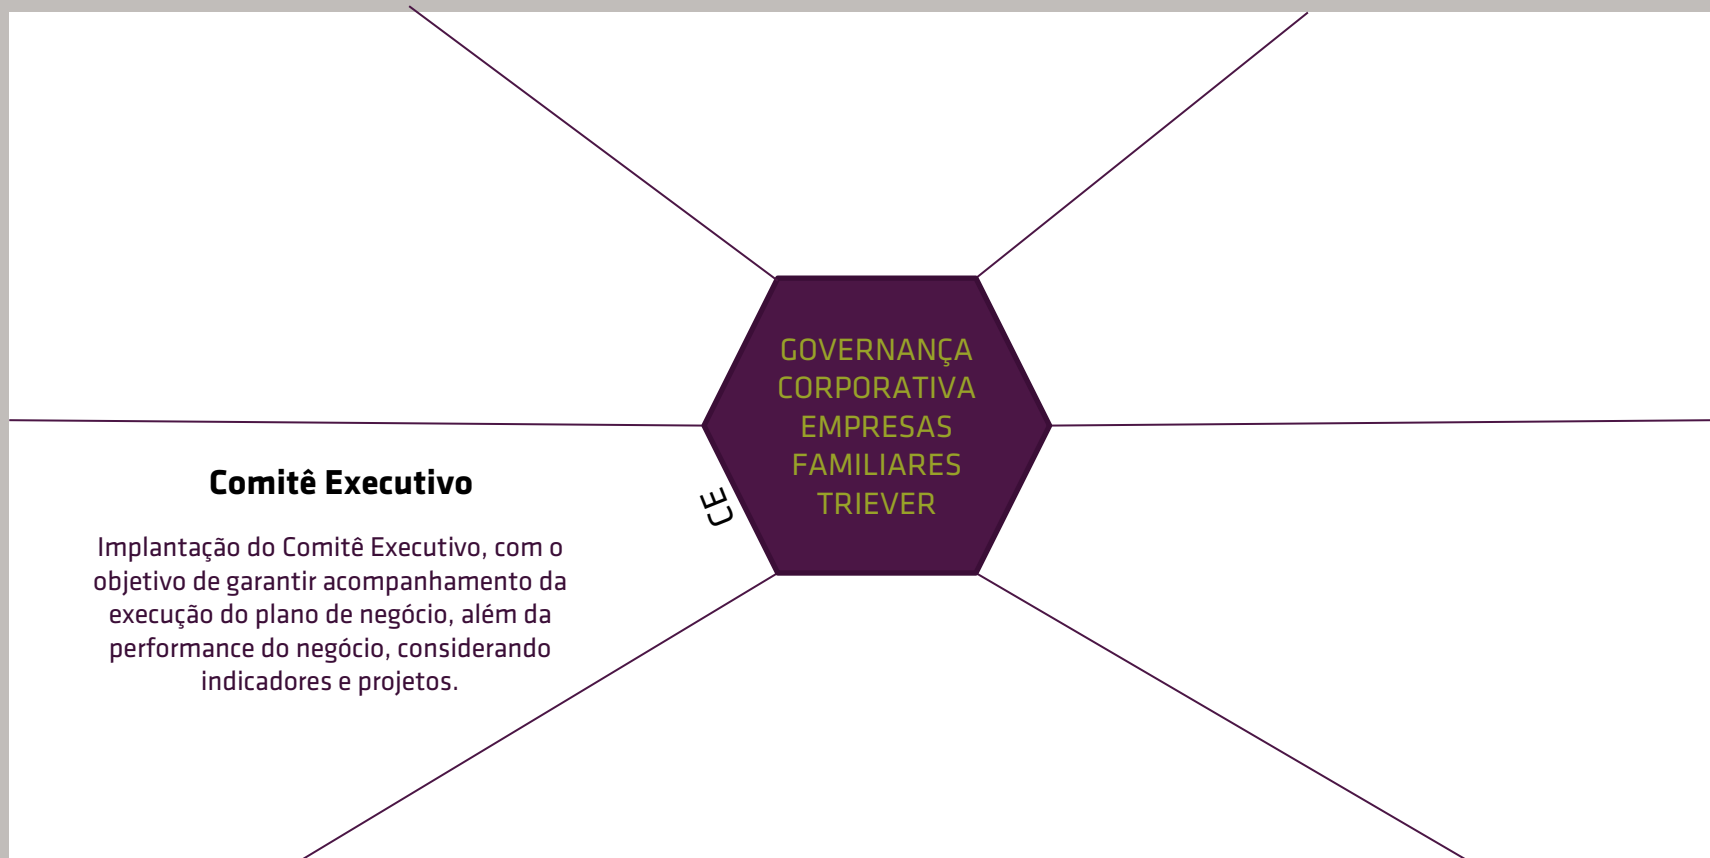 GOVERNANÇA
CORPORATIVA
EMPRESAS
FAMILIARES
TRIEVER
CE
Comitê Executivo
Implantação do Comitê Executivo, com o
objetivo de garantir acompanhamento da
execução do plano de negócio, além da
performance do negócio, considerando
indicadores e projetos.